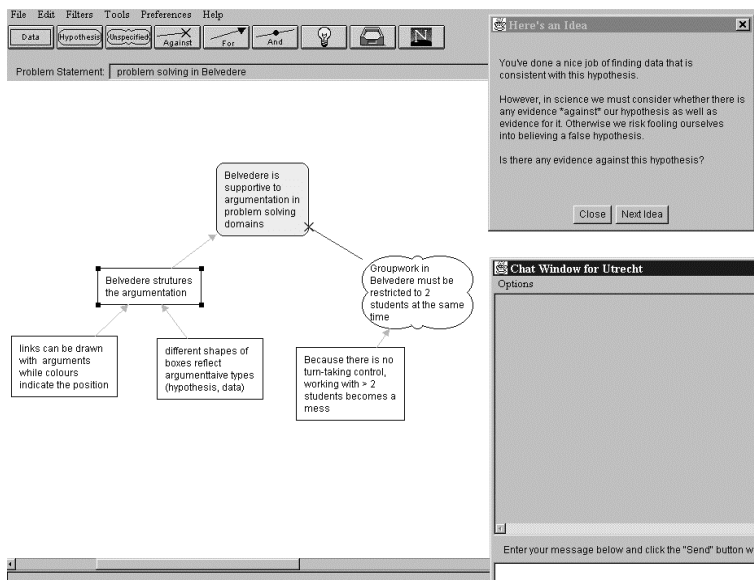 File Edit Filters Tools Preferences Help
Data Hypothesis Unspecified Against For And N
Problem Statement: problem solving in Belvedere
Belvedere is
supportive to
argumentation in
problem solving
domains
Belvedere strutures
the argumentation
Groupwork in
Belvedere must be
restricted to 2
students at the same
time
links can be drawn
with arguments
while colours
indicate the position
different shapes of
boxes reflect
argumenttaive types
(hypothesis, data)
Because there is no
turn-taking control,
working with > 2
students becomes a
mess
Here's an Idea
You've done a nice job of finding data that is
consistent with this hypothesis.
However, in science we must consider whether there is
any evidence *against* our hypothesis as well as
evidence for it. Otherwise we risk fooling ourselves
into believing a false hypothesis.
Is there any evidence against this hypothesis?
Close Next Idea
Chat Window for Utrecht
Options
Enter your message below and click the "Send" button w